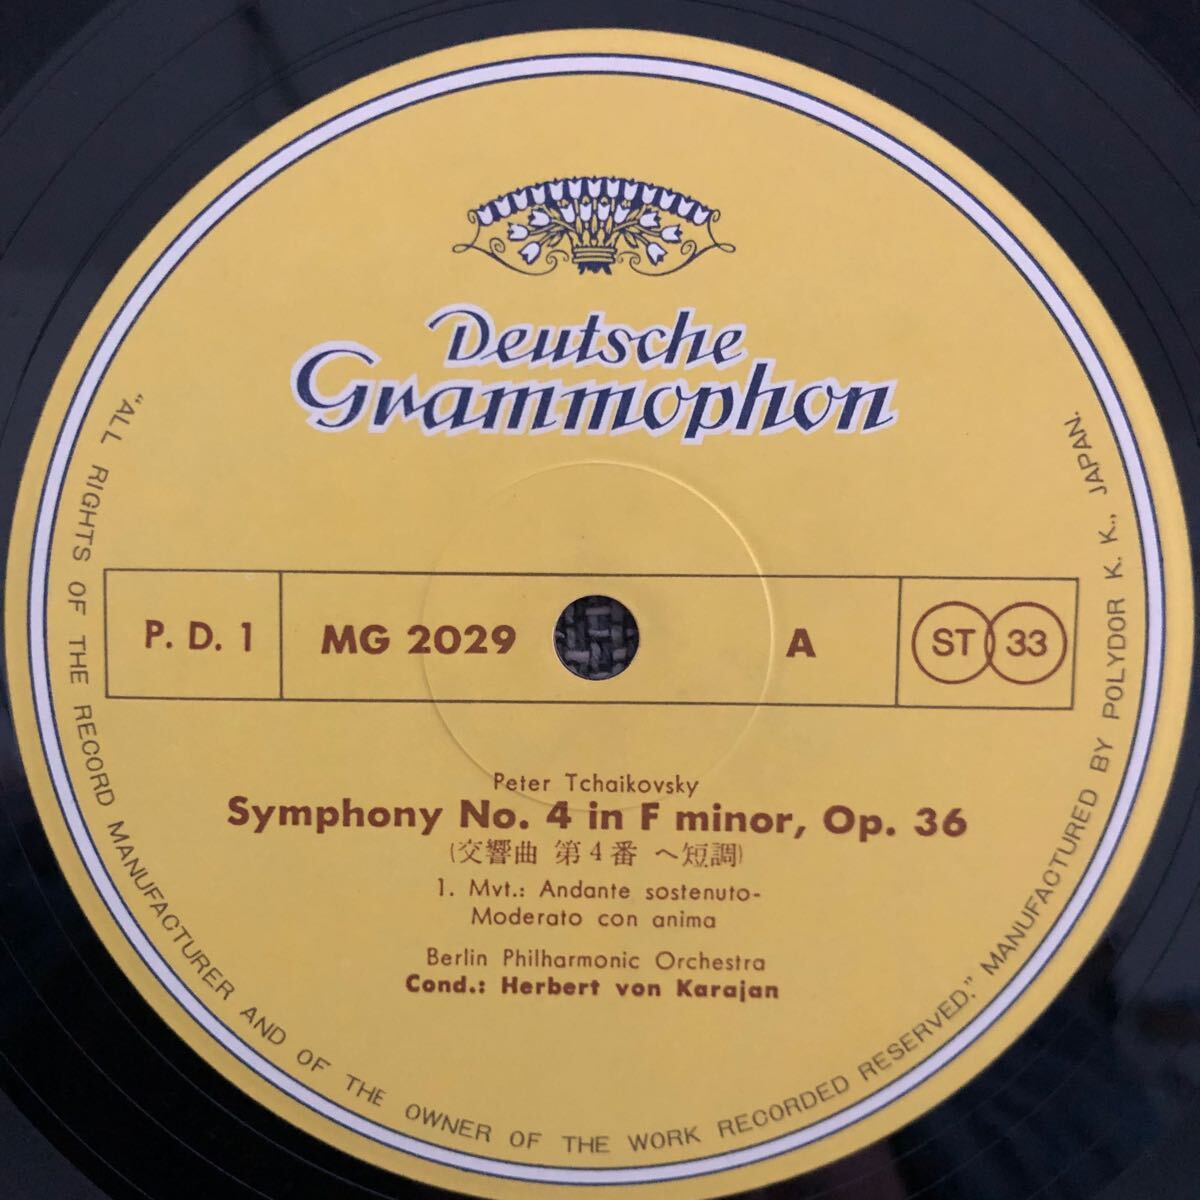 Deutsche
Grammophon
P. D. 1 MG 2029 A ST 33
Peter Tchaikovsky
Symphony No. 4 in F minor, Op. 36
(交響曲 第4番 ヘ短調)
1. Mvt.: Andante sostenuto-
Moderato con anima
Berlin Philharmonic Orchestra
Cond.: Herbert von Karajan
"ALL RIGHTS OF THE RECORD MANUFACTURER AND OF THE OWNER OF THE WORK RECORDED RESERVED." MANUFACTURED BY POLYDOR K. K., JAPAN.